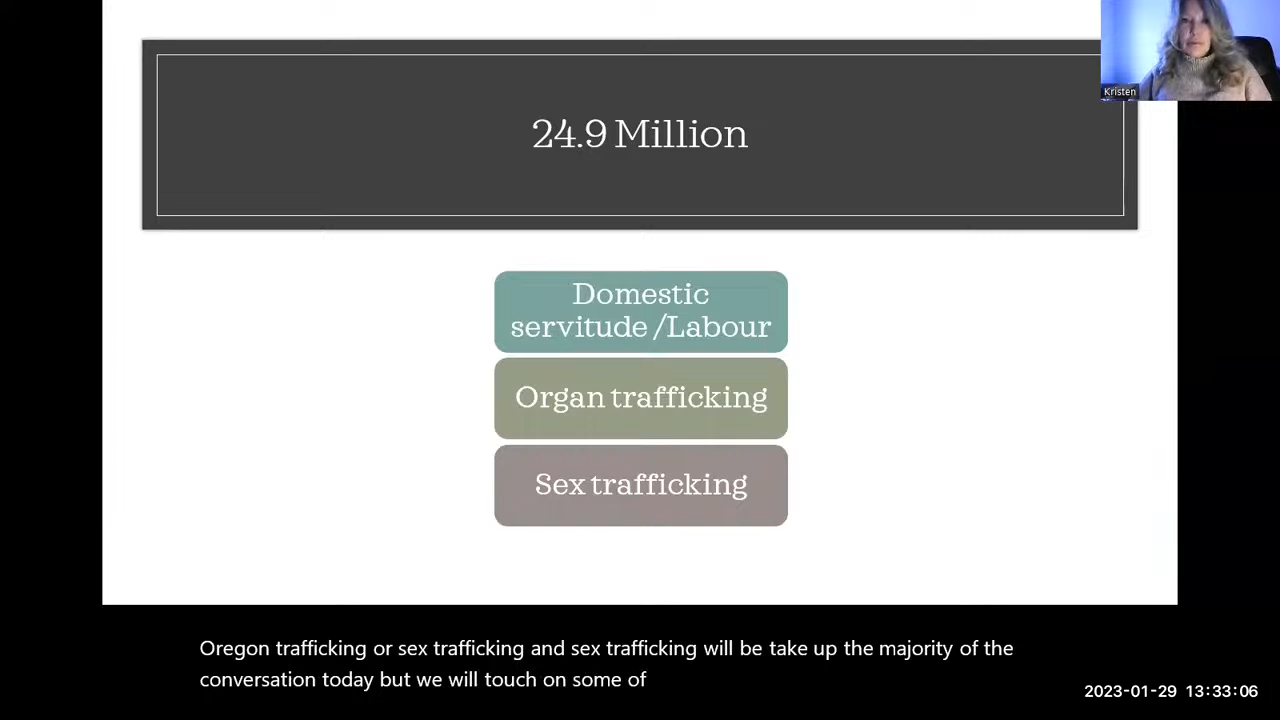 24.9 Million
Kristen
Domestic
servitude /Labour
Organ trafficking
Sex trafficking
Oregon trafficking or sex trafficking and sex trafficking will be take up the majority of the
conversation today but we will touch on some of
2023-01-29 13:33:06